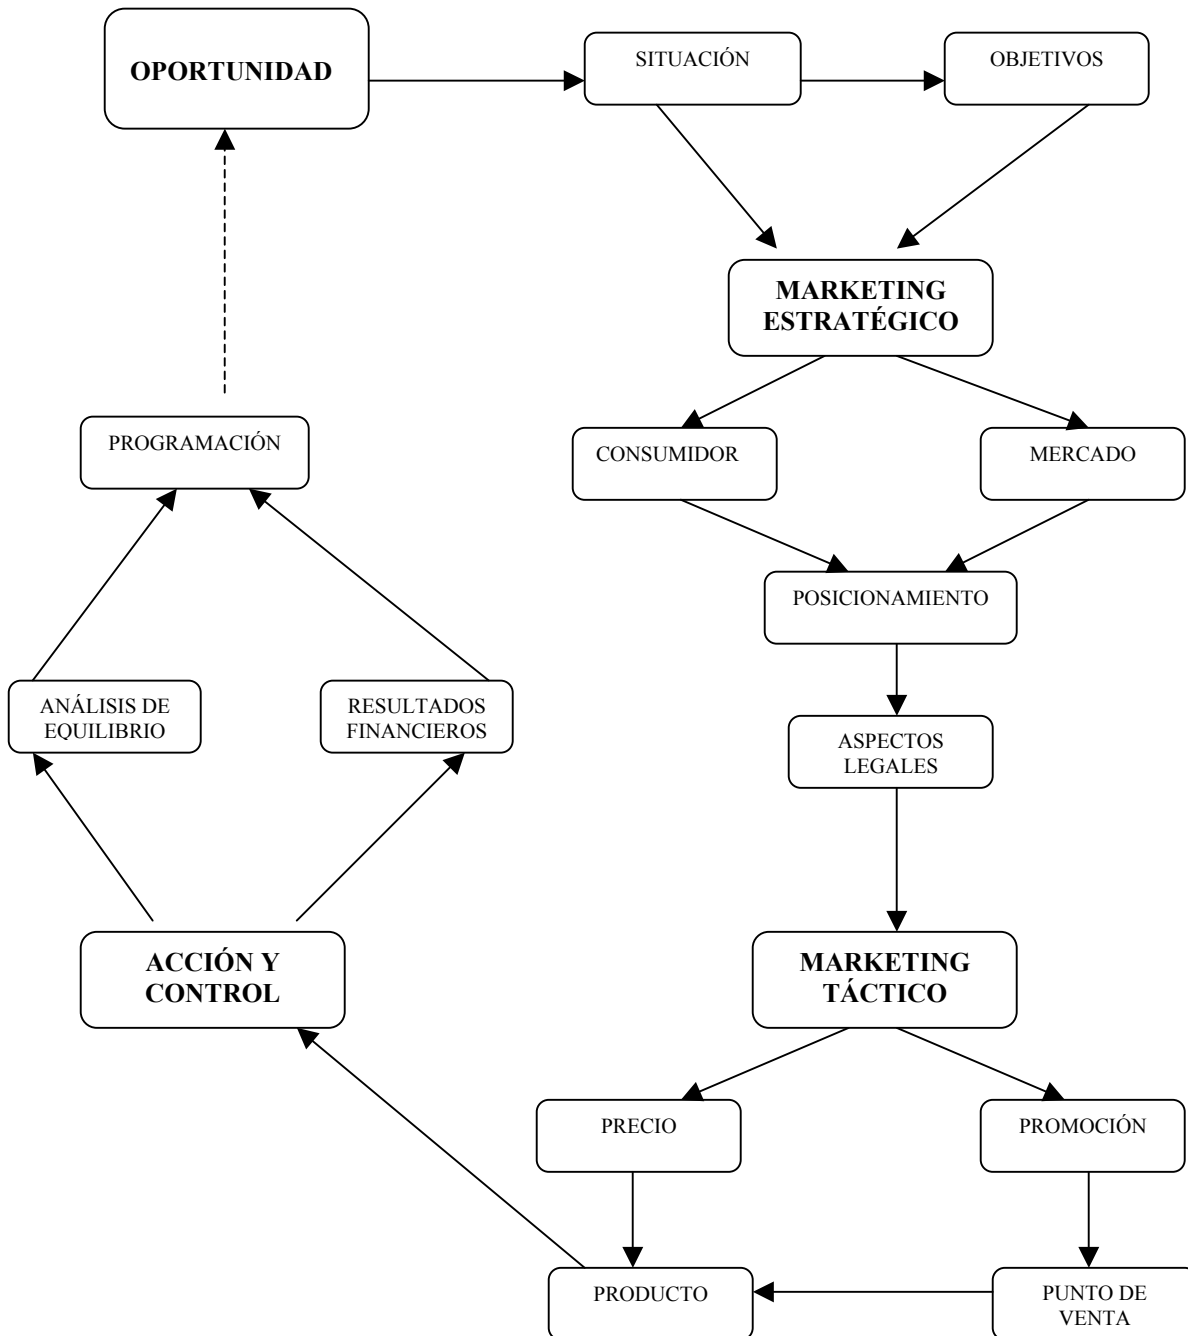 OPORTUNIDAD
SITUACIÓN
OBJETIVOS
MARKETING
ESTRATÉGICO
CONSUMIDOR
MERCADO
POSICIONAMIENTO
ASPECTOS
LEGALES
MARKETING
TÁCTICO
PRECIO
PROMOCIÓN
PRODUCTO
PUNTO DE
VENTA
ACCIÓN Y
CONTROL
ANÁLISIS DE
EQUILIBRIO
RESULTADOS
FINANCIEROS
PROGRAMACIÓN